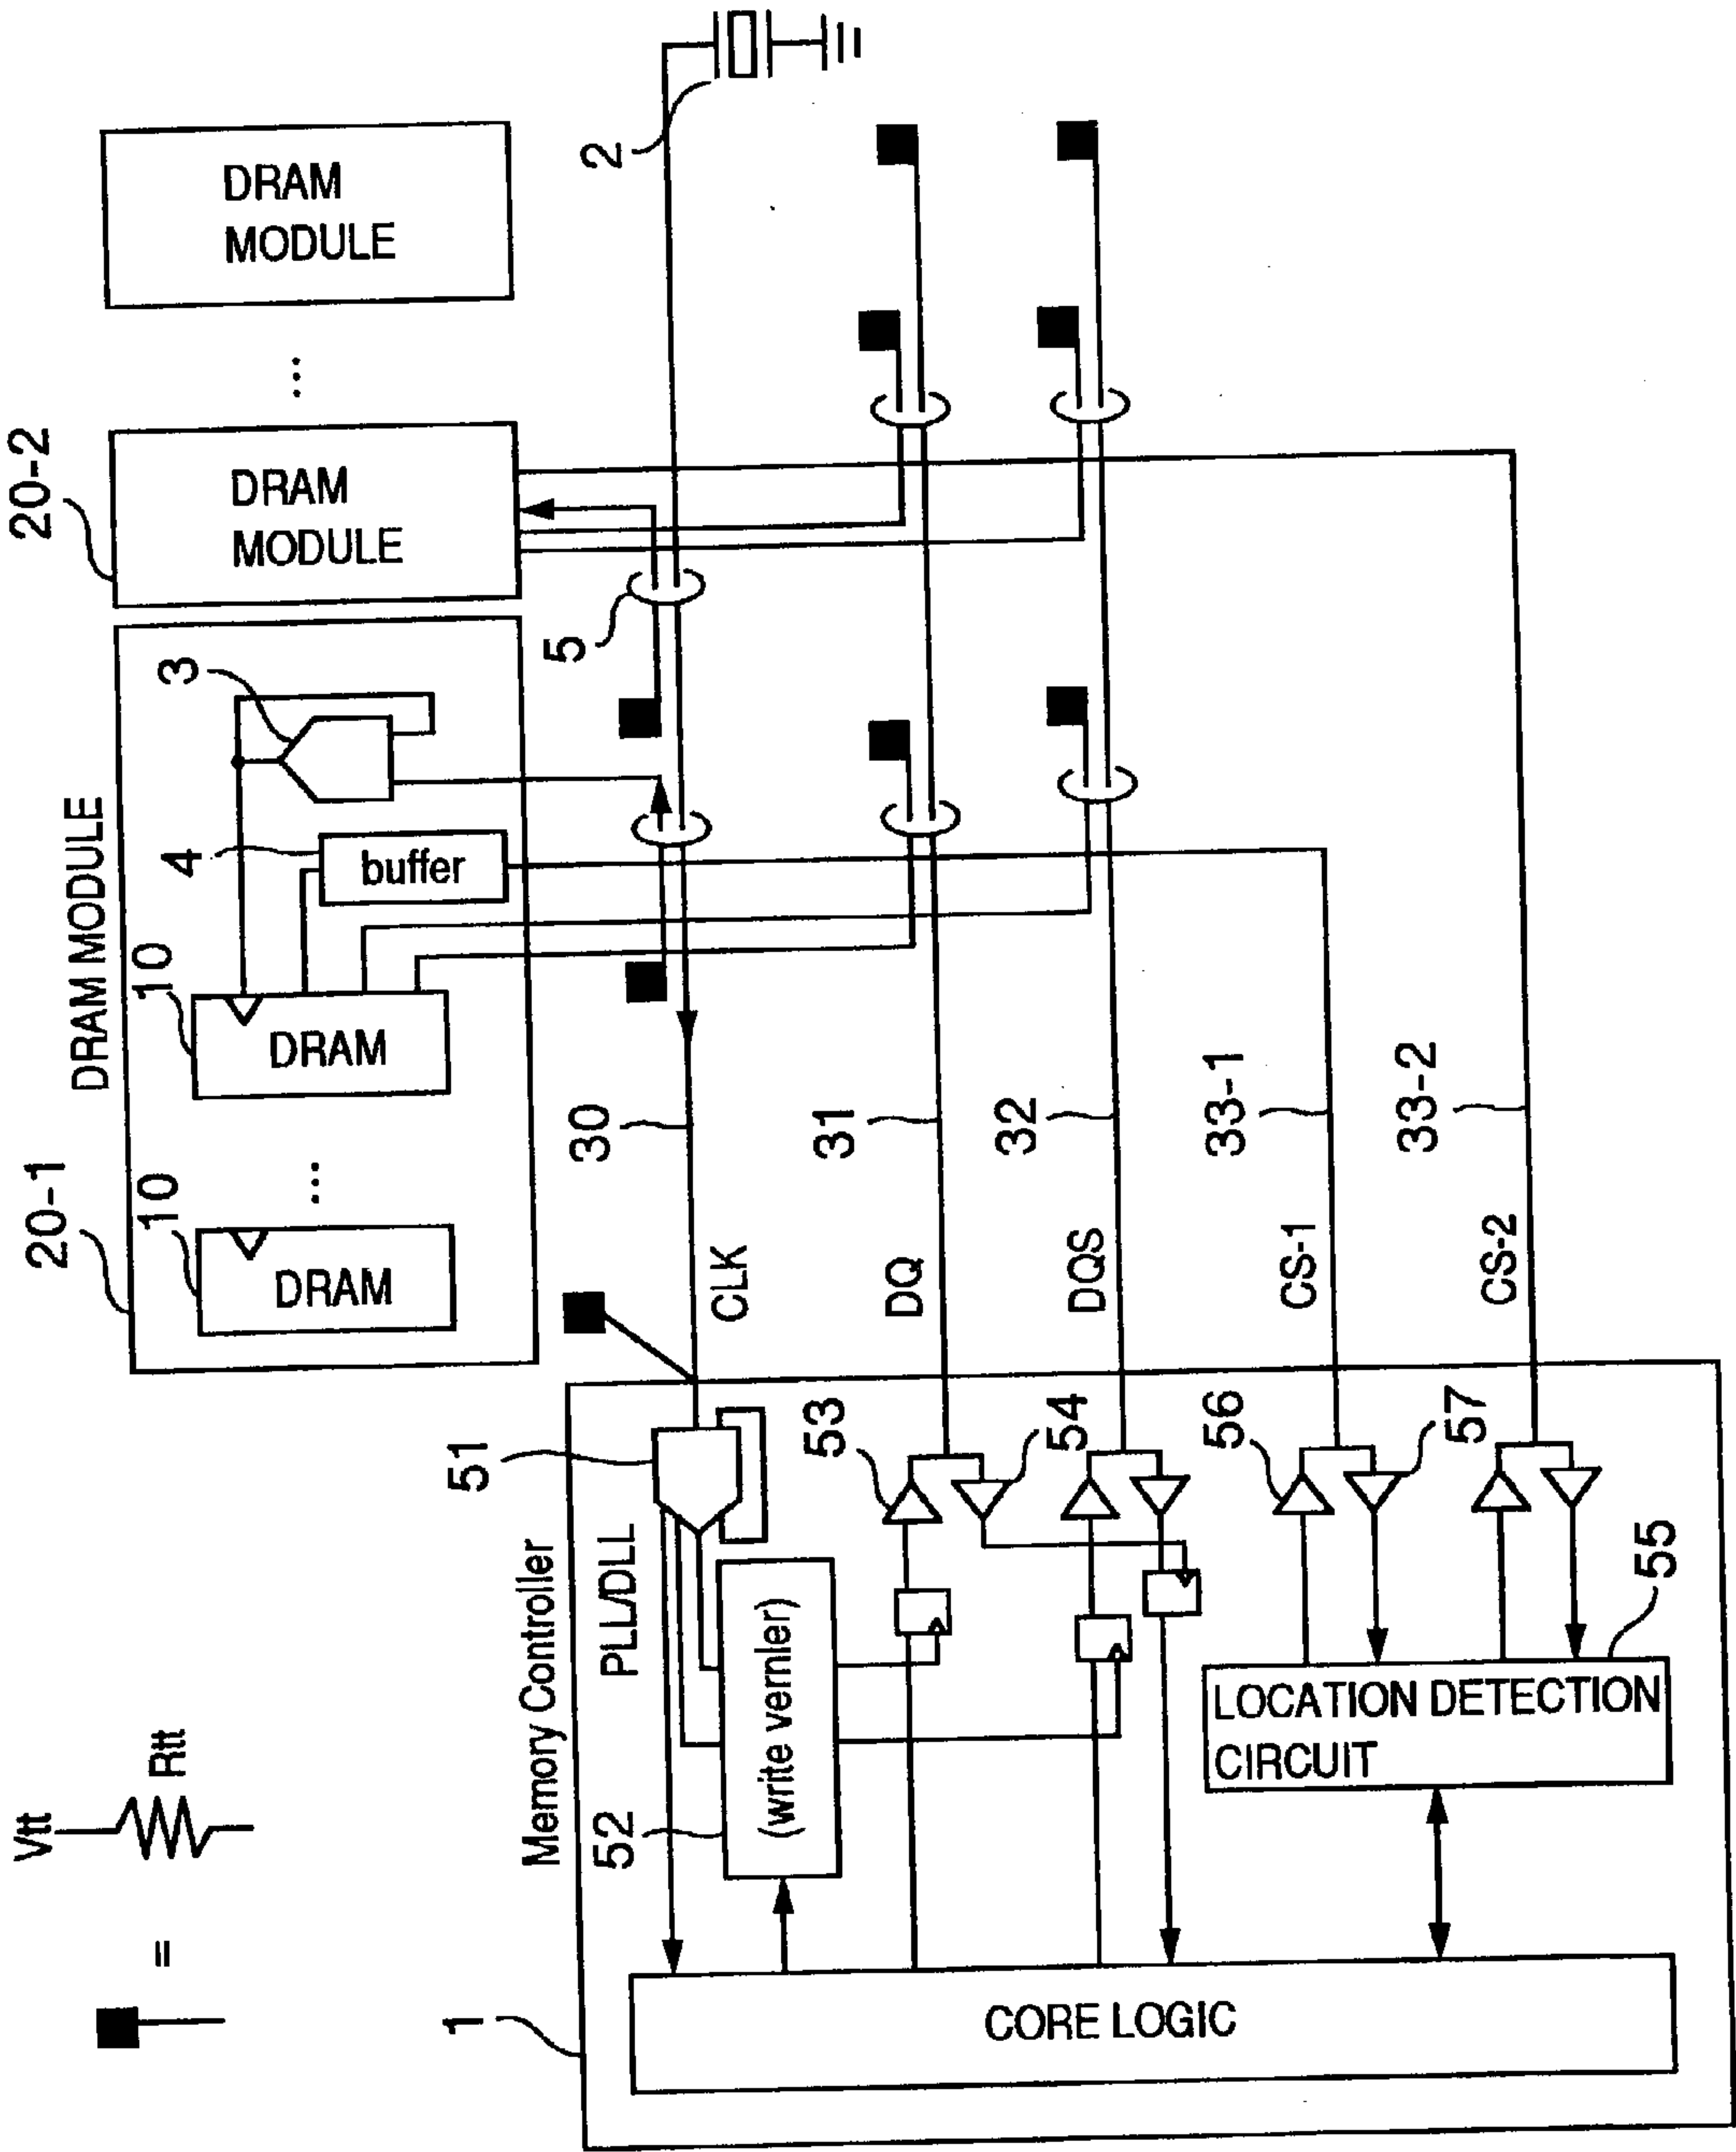 Vtt
Rtt
=
1
Memory Controller
CORE LOGIC
PLL/DLL
51
52
(write vernier)
53
54
56
57
55
LOCATION DETECTION
CIRCUIT
CLK
DQ
DQS
CS-1
CS-2
30
31
32
33-1
33-2
20-1
DRAM MODULE
10
DRAM
...
10
DRAM
4
buffer
3
5
20-2
DRAM
MODULE
...
DRAM
MODULE
2